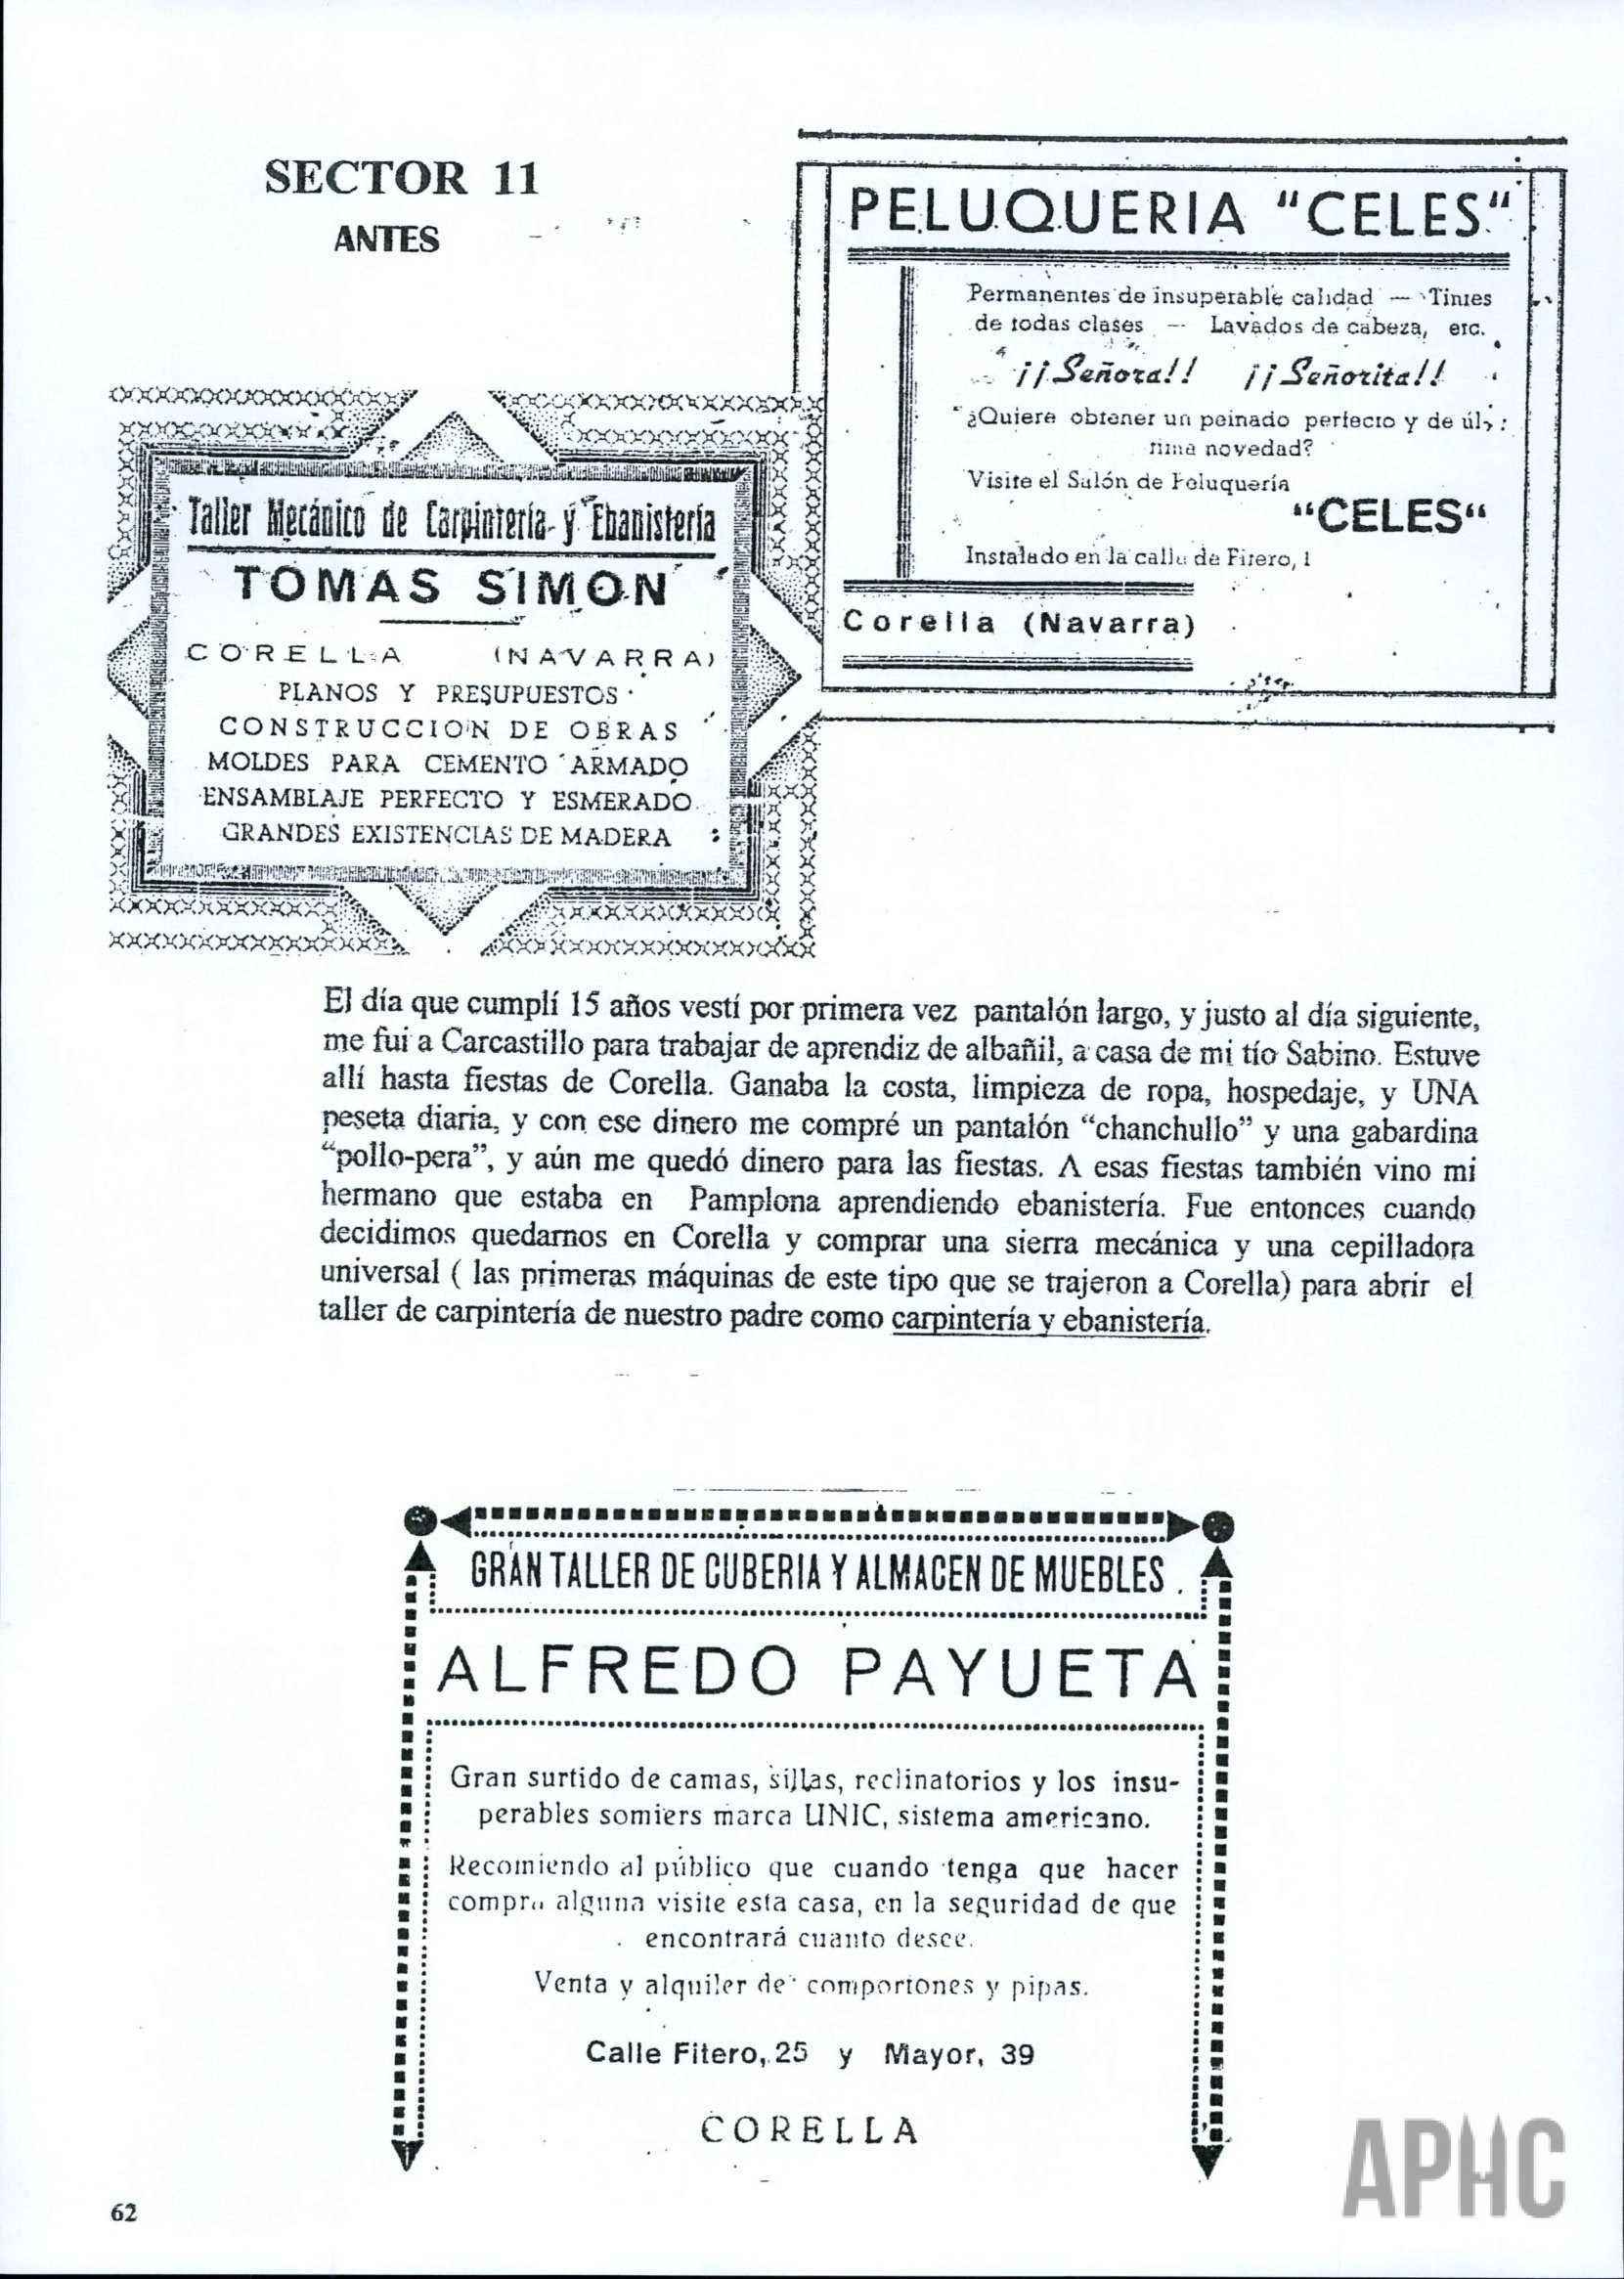 SECTOR 11
ANTES
PELUQUERIA "CELES"
Permanentes de insuperable calidad — Tintes
de todas clases — Lavados de cabeza, etc.
¡¡Señora!! ¡¡Señorita!!
¿Quiere obtener un peinado perfecto y de úl-
tima novedad?
Visite el Salón de Peluquería
"CELES"
Instalado en la calle de Fitero, 1
Corella (Navarra)
Taller Mecánico de Carpintería y Ebanistería
TOMAS SIMON
CORELLA (NAVARRA)
PLANOS Y PRESUPUESTOS
CONSTRUCCION DE OBRAS
MOLDES PARA CEMENTO ARMADO
ENSAMBLAJE PERFECTO Y ESMERADO
GRANDES EXISTENCIAS DE MADERA
El día que cumplí 15 años vestí por primera vez pantalón largo, y justo al día siguiente,
me fui a Carcastillo para trabajar de aprendiz de albañil, a casa de mi tío Sabino. Estuve
allí hasta fiestas de Corella. Ganaba la costa, limpieza de ropa, hospedaje, y UNA
peseta diaria, y con ese dinero me compré un pantalón "chanchullo" y una gabardina
"pollo-pera", y aún me quedó dinero para las fiestas. A esas fiestas también vino mi
hermano que estaba en Pamplona aprendiendo ebanistería. Fue entonces cuando
decidimos quedarnos en Corella y comprar una sierra mecánica y una cepilladora
universal ( las primeras máquinas de este tipo que se trajeron a Corella) para abrir el
taller de carpintería de nuestro padre como carpintería y ebanistería.
GRAN TALLER DE CUBERIA Y ALMACEN DE MUEBLES
ALFREDO PAYUETA
Gran surtido de camas, sillas, reclinatorios y los insu-
perables somiers marca UNIC, sistema americano.
Recomiendo al público que cuando tenga que hacer
compra alguna visite esta casa, en la seguridad de que
encontrará cuanto desee.
Venta y alquiler de comportones y pipas.
Calle Fitero, 25 y Mayor, 39
CORELLA
62
APHC